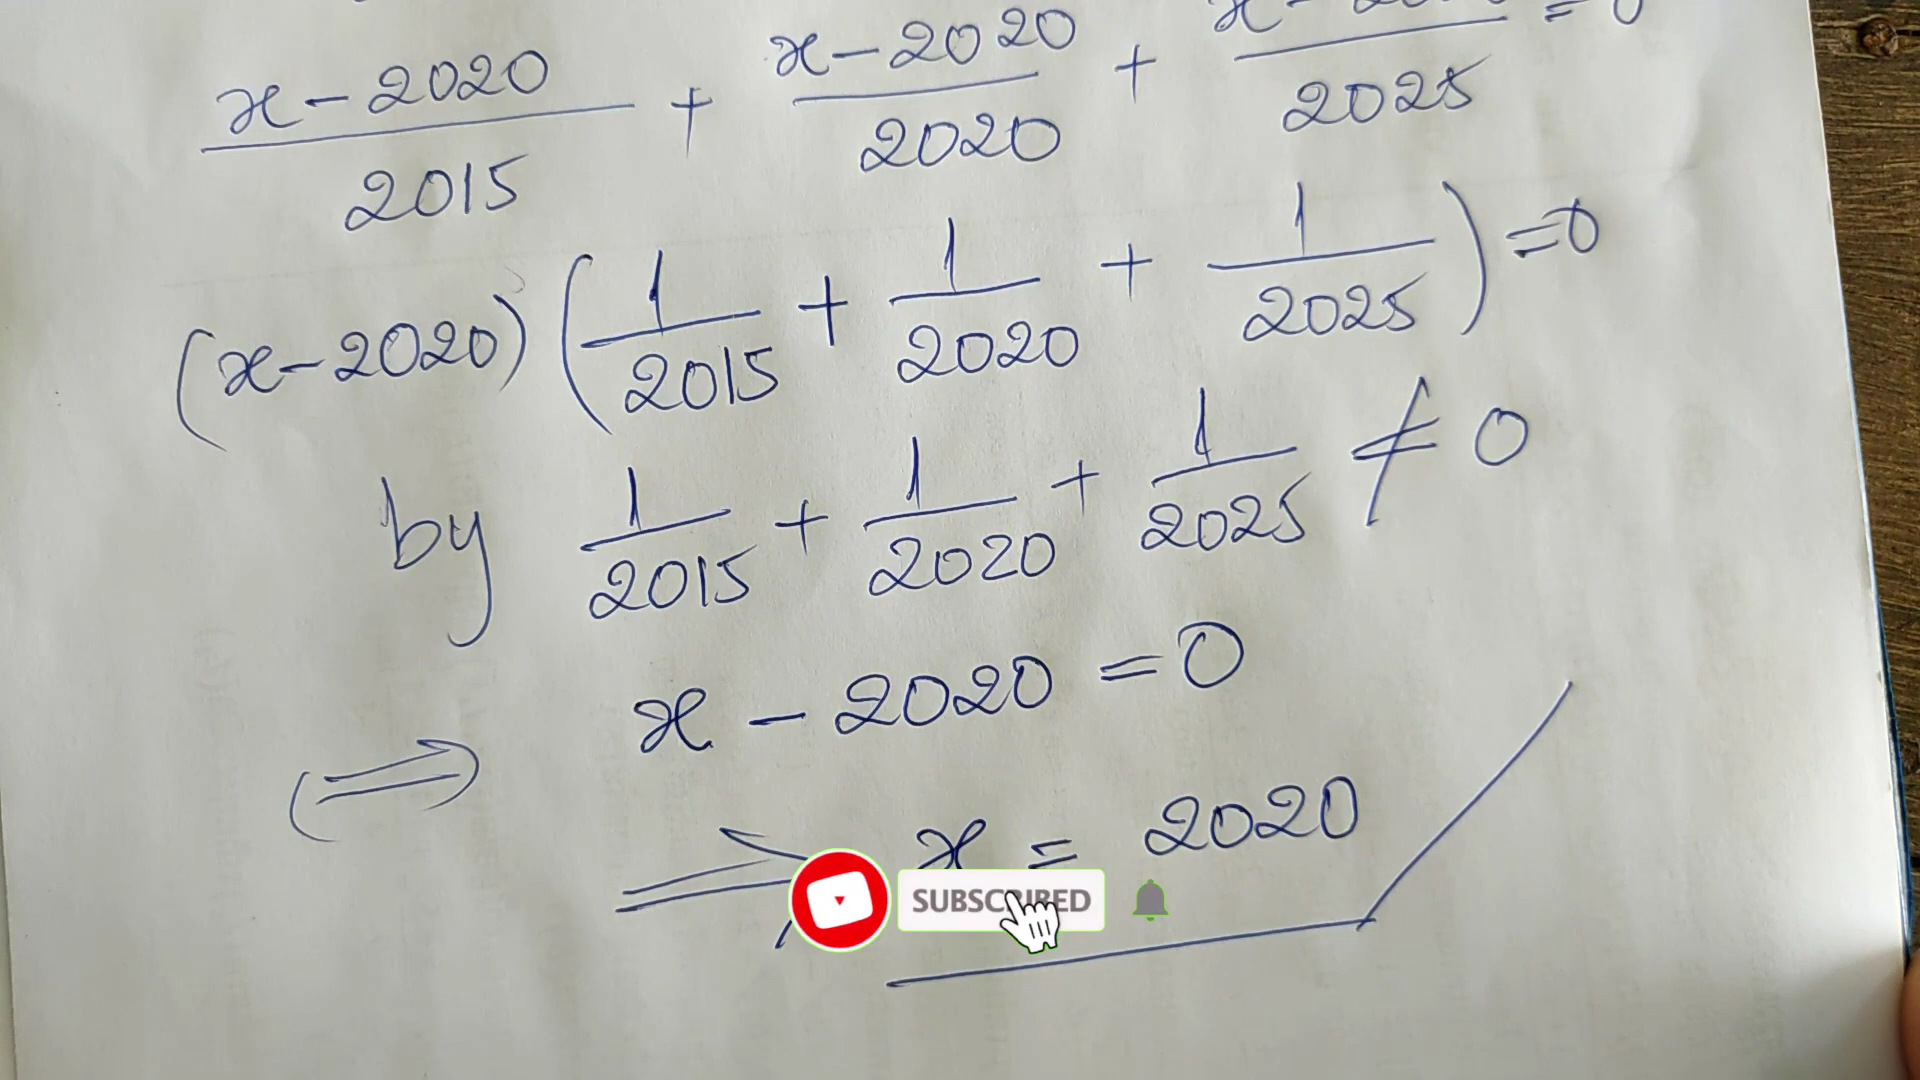 x-2020/2015 + x-2020/2020 + x-20/2025 = 0
(x-2020)(1/2015 + 1/2020 + 1/2025) = 0
by 1/2015 + 1/2020 + 1/2025 ≠ 0
⇒ x - 2020 = 0
⇒ x = 2020
SUBSCRIBED